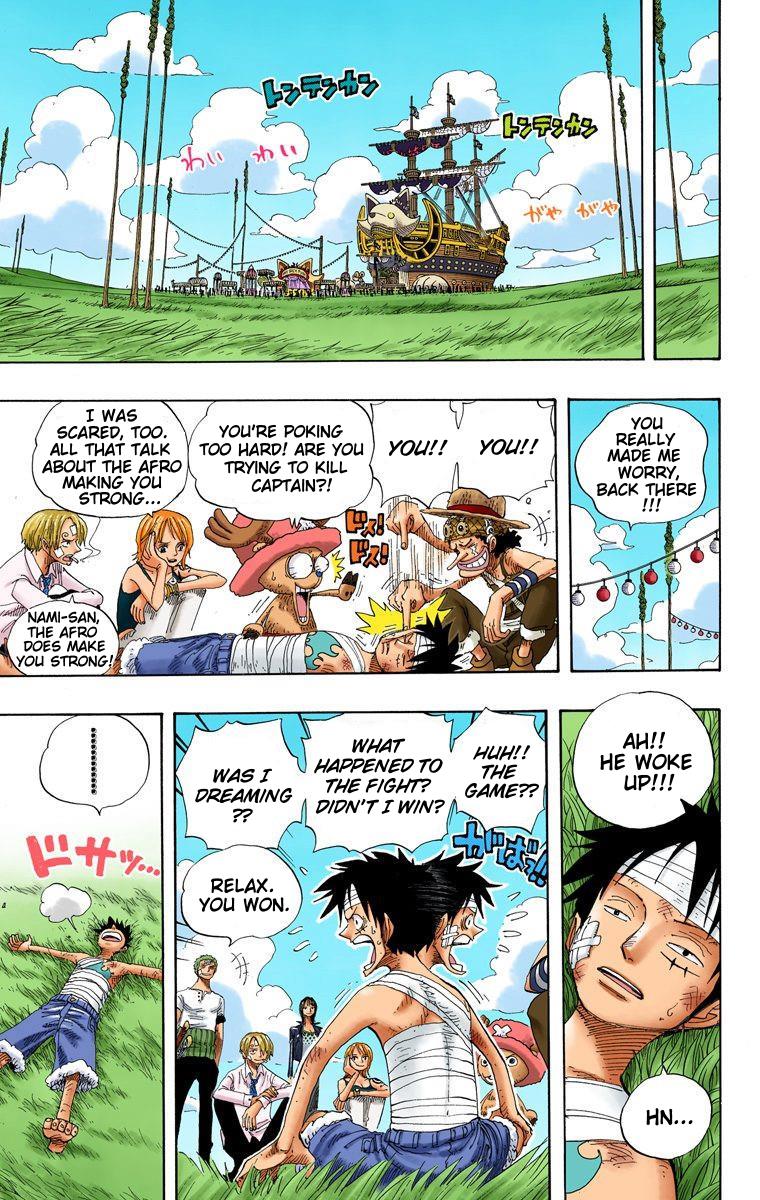 トンテンカン
トンテンカン
わい わい
がや がや
YOU
REALLY
MADE ME
WORRY,
BACK THERE
!!!
YOU!! YOU!!
ドス!
ドス!
YOU'RE POKING
TOO HARD! ARE YOU
TRYING TO KILL
CAPTAIN?!
I WAS
SCARED, TOO.
ALL THAT TALK
ABOUT THE AFRO
MAKING YOU
STRONG...
NAMI-SAN,
THE AFRO
DOES MAKE
YOU STRONG!
AH!!
HE WOKE
UP!!!
HN...
HUH!!
THE
GAME??
WHAT
HAPPENED TO
THE FIGHT?
DIDN'T I WIN?
WAS I
DREAMING
??
がばっ!!
RELAX.
YOU WON.
ドサッ...